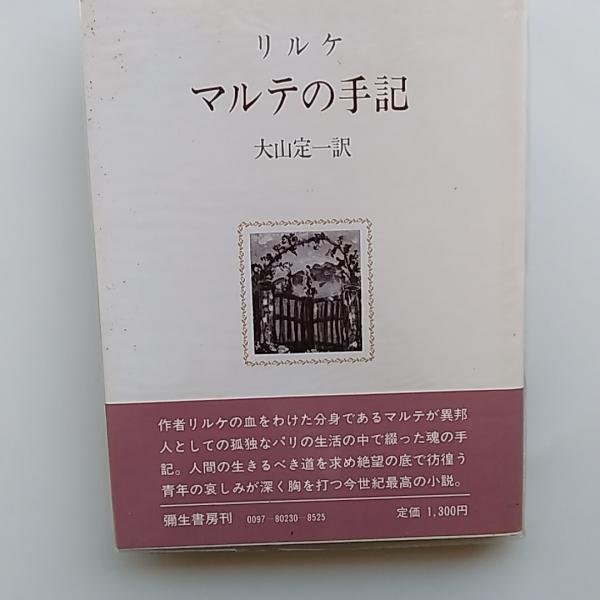 リルケ
マルテの手記
大山定一訳
作者リルケの血をわけた分身であるマルテが異邦
人としての孤独なパリの生活の中で綴った魂の手
記。人間の生きるべき道を求め絶望の底で彷徨う
青年の哀しみが深く胸を打つ今世紀最高の小説。
彌生書房刊 0097-80230-8525 定価 1,300円